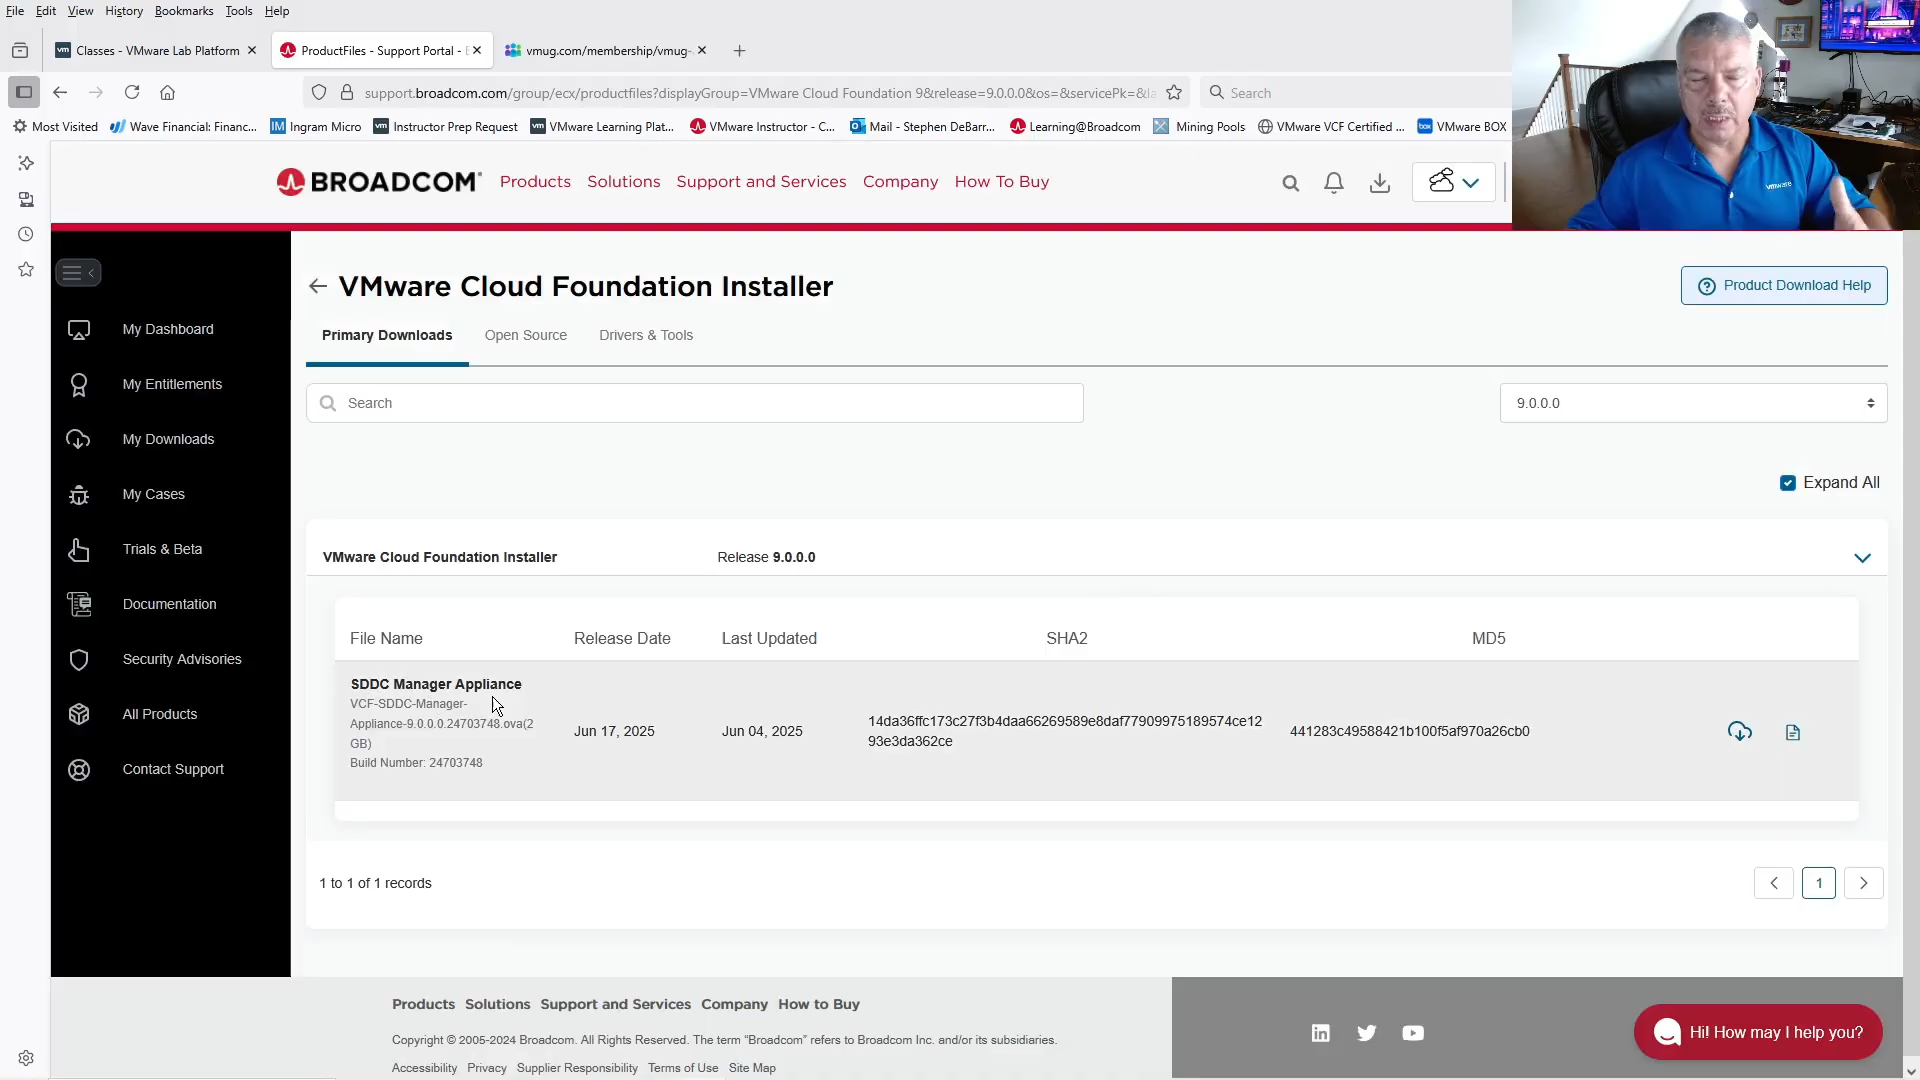 File Edit View History Bookmarks Tools Help
Classes - VMware Lab Platform
ProductFiles - Support Portal -
vmug.com/membership/vmug-
support.broadcom.com/group/ecx/productfiles?displayGroup=VMware Cloud Foundation 9&release=9.0.0.0&os=&servicePk=&la
Search
Most Visited
Wave Financial: Financ...
Ingram Micro
Instructor Prep Request
VMware Learning Plat...
VMware Instructor - C...
Mail - Stephen DeBarr...
Learning@Broadcom
Mining Pools
VMware VCF Certified ...
VMware BOX
BROADCOM
Products Solutions Support and Services Company How To Buy
vmware
My Dashboard
My Entitlements
My Downloads
My Cases
Trials & Beta
Documentation
Security Advisories
All Products
Contact Support
VMware Cloud Foundation Installer
Product Download Help
Primary Downloads Open Source Drivers & Tools
Search
9.0.0.0
Expand All
VMware Cloud Foundation Installer Release 9.0.0.0
File Name Release Date Last Updated SHA2 MD5
SDDC Manager Appliance
VCF-SDDC-Manager-
Appliance-9.0.0.0.24703748.ova(2
GB)
Build Number: 24703748
Jun 17, 2025
Jun 04, 2025
14da36ffc173c27f3b4daa66269589e8daf77909975189574ce12
93e3da362ce
441283c49588421b100f5af970a26cb0
1 to 1 of 1 records
1
Products Solutions Support and Services Company How to Buy
Copyright © 2005-2024 Broadcom. All Rights Reserved. The term “Broadcom” refers to Broadcom Inc. and/or its subsidiaries.
Accessibility Privacy Supplier Responsibility Terms of Use Site Map
Hi! How may I help you?